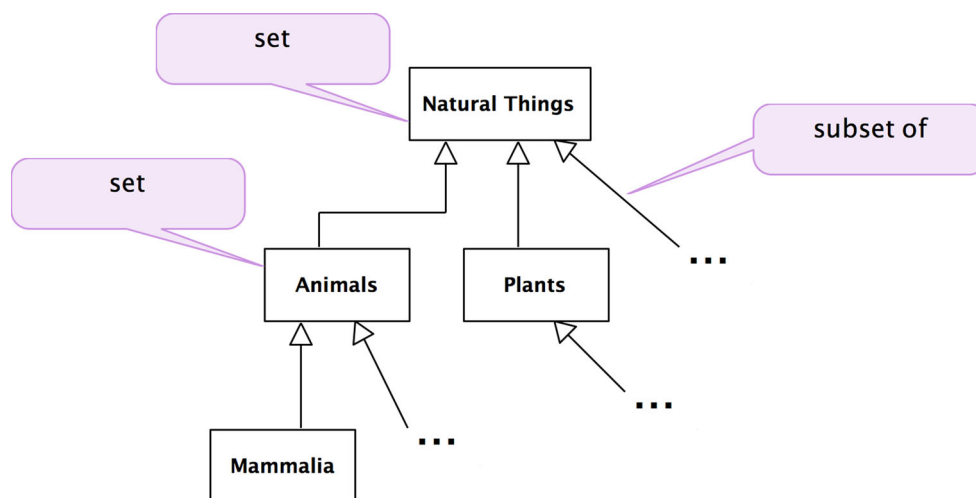 set
Natural Things
subset of
set
...
Animals
Plants
...
...
Mammalia